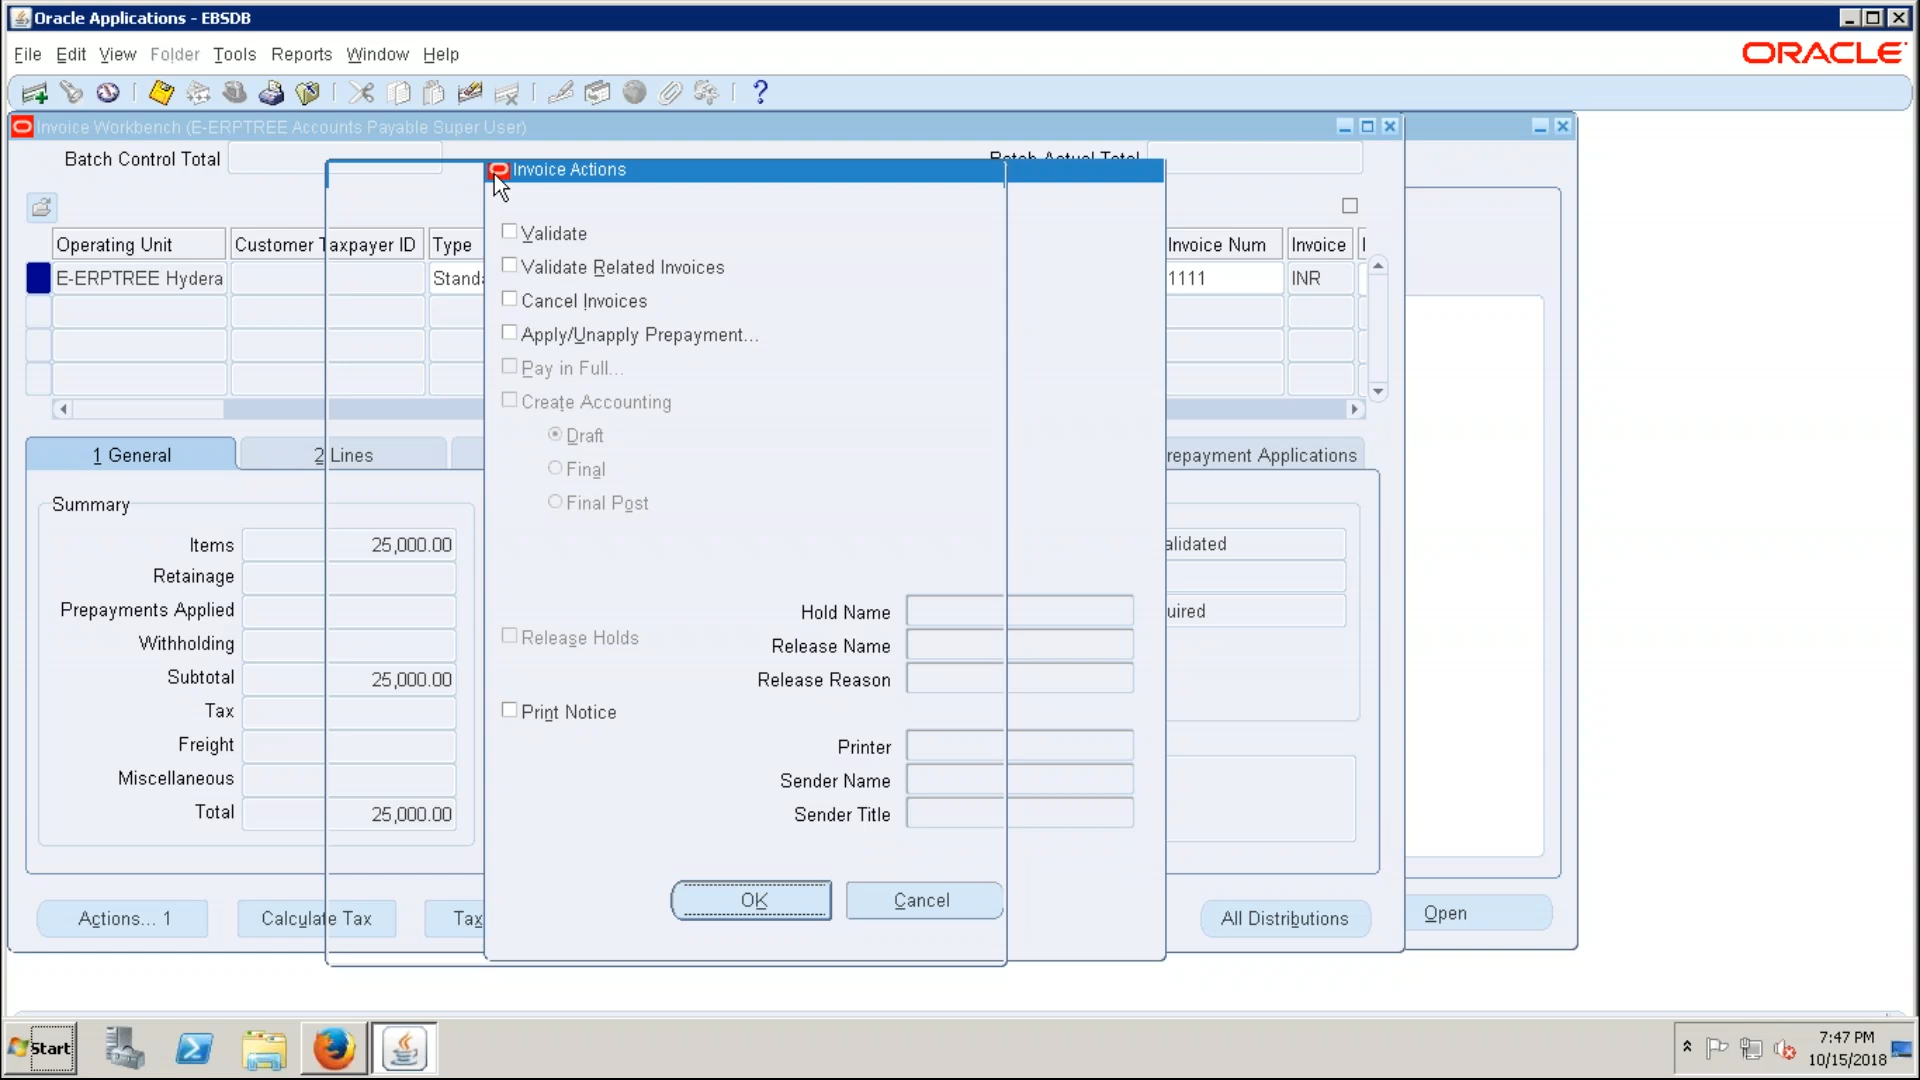 Oracle Applications - EBSDB
File Edit View Folder Tools Reports Window Help
ORACLE
Invoice Workbench (E-ERPTREE Accounts Payable Super User)
Batch Control Total
Batch Actual Total
Invoice Actions
Operating Unit Customer Taxpayer ID Type Invoice Num Invoice
E-ERPTREE Hydera 1111 INR
Validate
Validate Related Invoices
Cancel Invoices
Apply/Unapply Prepayment...
Pay in Full...
Create Accounting
Draft
Final
Final Post
Hold Name
Release Holds
Release Name
Release Reason
Print Notice
Printer
Sender Name
Sender Title
OK Cancel
1 General 2 Lines repayment Applications
Summary
Items 25,000.00
Retainage
Prepayments Applied
Withholding
Subtotal 25,000.00
Tax
Freight
Miscellaneous
Total 25,000.00
alidated
uired
Actions... 1 Calculate Tax Tax All Distributions Open
Start
7:47 PM
10/15/2018